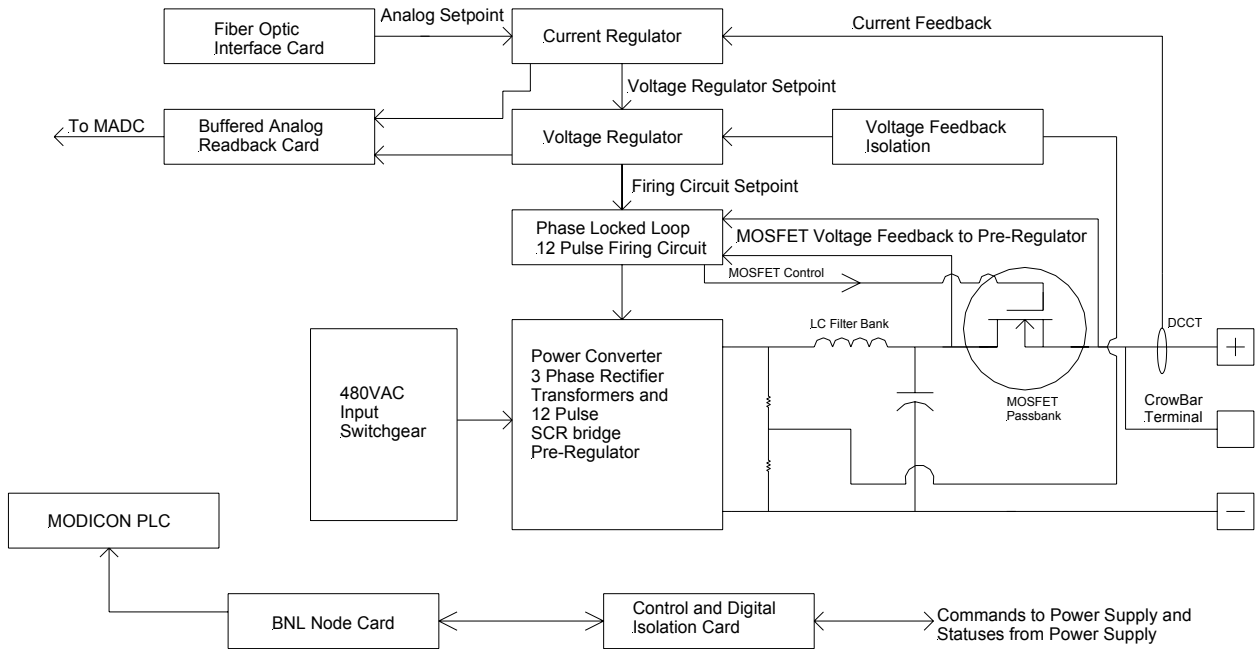 Analog Setpoint
Fiber Optic
Interface Card
Current Regulator
Current Feedback
Voltage Regulator Setpoint
To MADC
Buffered Analog
Readback Card
Voltage Regulator
Voltage Feedback
Isolation
Firing Circuit Setpoint
Phase Locked Loop
12 Pulse Firing Circuit
MOSFET Voltage Feedback to Pre-Regulator
MOSFET Control
LC Filter Bank
DCCT
+
480VAC
Input
Switchgear
Power Converter
3 Phase Rectifier
Transformers and
12 Pulse
SCR bridge
Pre-Regulator
MOSFET
Passbank
CrowBar
Terminal
−
MODICON PLC
BNL Node Card
Control and Digital
Isolation Card
Commands to Power Supply and
Statuses from Power Supply